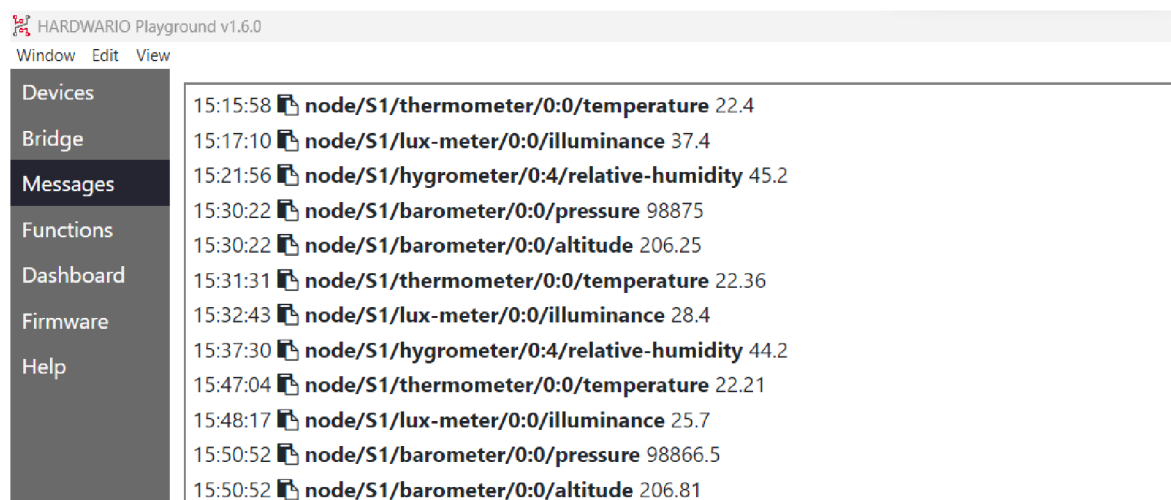 HARDWARIO Playground v1.6.0
Window Edit View
Devices
Bridge
Messages
Functions
Dashboard
Firmware
Help
15:15:58 node/S1/thermometer/0:0/temperature 22.4
15:17:10 node/S1/lux-meter/0:0/illuminance 37.4
15:21:56 node/S1/hygrometer/0:4/relative-humidity 45.2
15:30:22 node/S1/barometer/0:0/pressure 98875
15:30:22 node/S1/barometer/0:0/altitude 206.25
15:31:31 node/S1/thermometer/0:0/temperature 22.36
15:32:43 node/S1/lux-meter/0:0/illuminance 28.4
15:37:30 node/S1/hygrometer/0:4/relative-humidity 44.2
15:47:04 node/S1/thermometer/0:0/temperature 22.21
15:48:17 node/S1/lux-meter/0:0/illuminance 25.7
15:50:52 node/S1/barometer/0:0/pressure 98866.5
15:50:52 node/S1/barometer/0:0/altitude 206.81